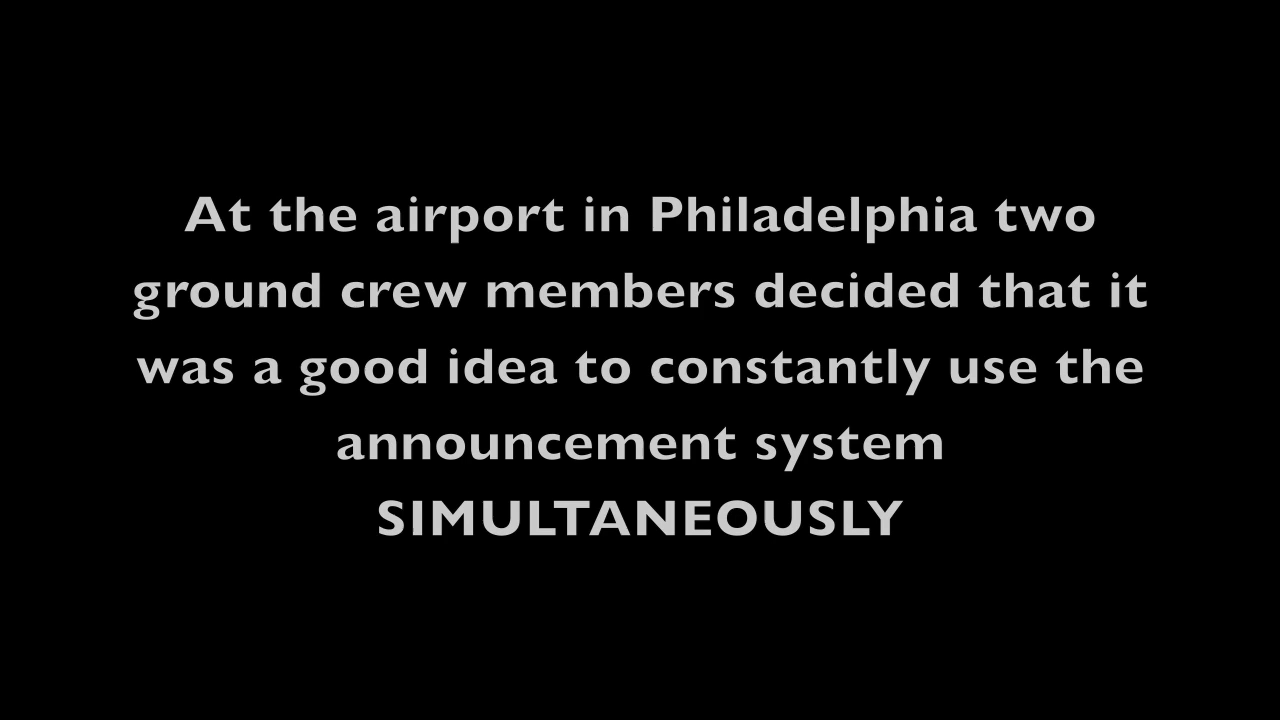 At the airport in Philadelphia two
ground crew members decided that it
was a good idea to constantly use the
announcement system
SIMULTANEOUSLY